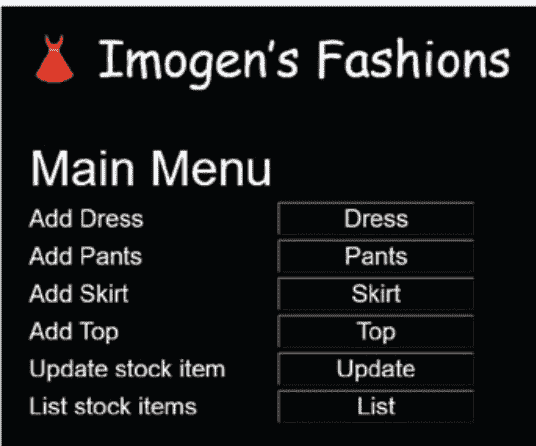 Imogen's Fashions
Main Menu
Add Dress Dress
Add Pants Pants
Add Skirt Skirt
Add Top Top
Update stock item Update
List stock items List